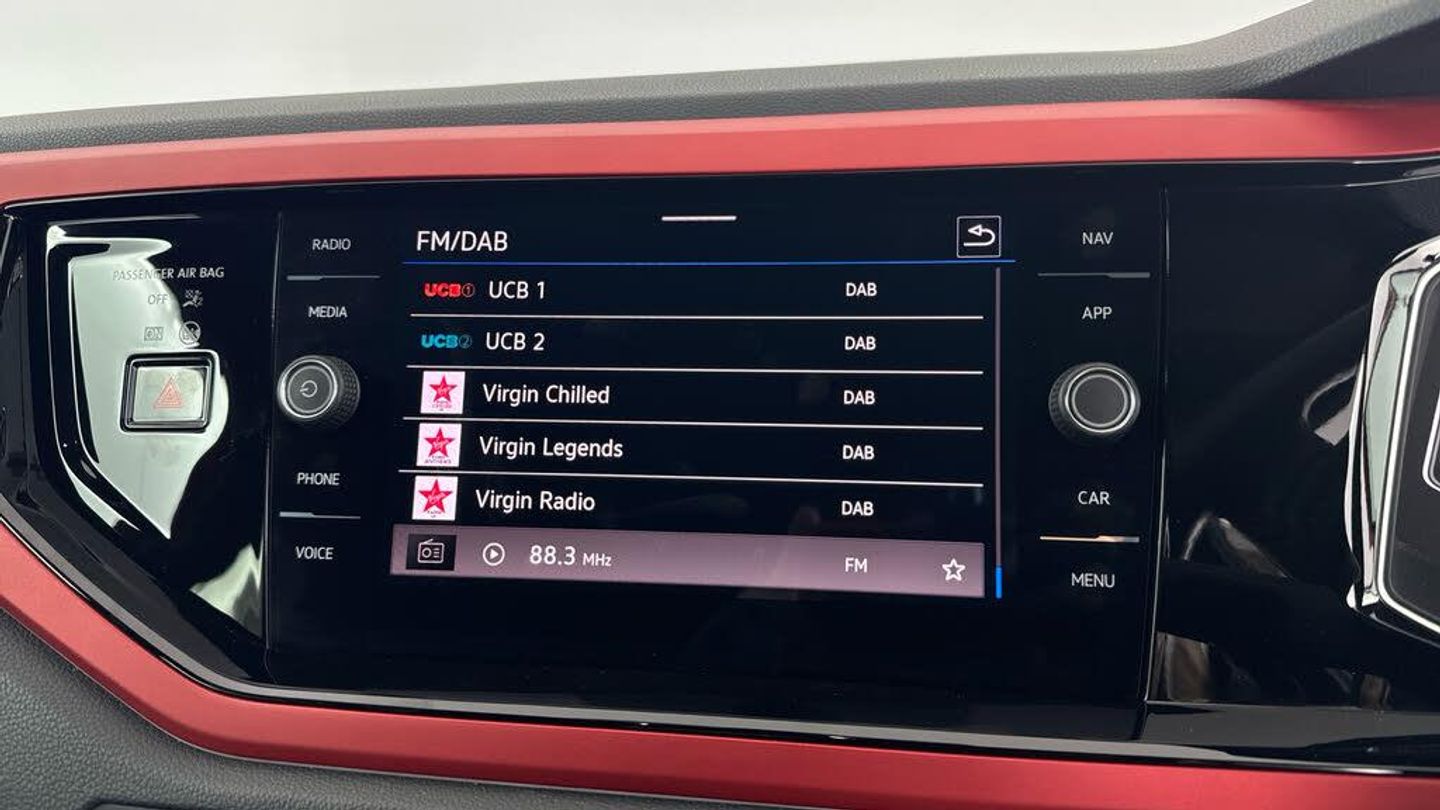 PASSENGER AIR BAG
OFF
ON
RADIO
MEDIA
PHONE
VOICE
FM/DAB
UCB1 UCB 1 DAB
UCB2 UCB 2 DAB
Virgin Chilled DAB
Virgin Legends DAB
Virgin Radio DAB
88.3 MHz FM
NAV
APP
CAR
MENU